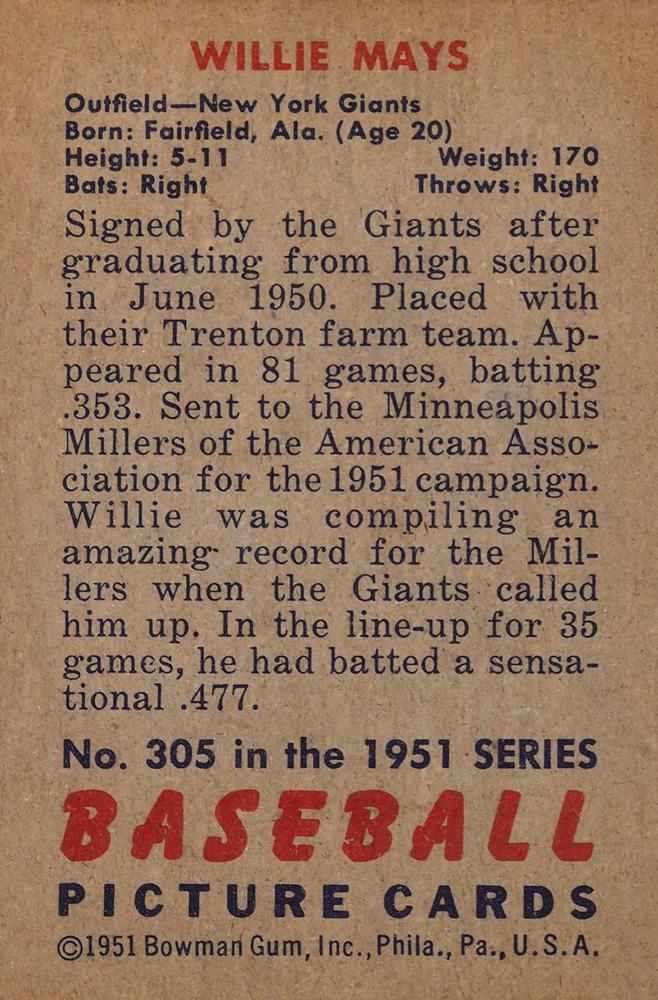 WILLIE MAYS
Outfield—New York Giants
Born: Fairfield, Ala. (Age 20)
Height: 5-11 Weight: 170
Bats: Right Throws: Right
Signed by the Giants after
graduating from high school
in June 1950. Placed with
their Trenton farm team. Ap-
peared in 81 games, batting
.353. Sent to the Minneapolis
Millers of the American Asso-
ciation for the 1951 campaign.
Willie was compiling an
amazing record for the Mil-
lers when the Giants called
him up. In the line-up for 35
games, he had batted a sensa-
tional .477.
No. 305 in the 1951 SERIES
BASEBALL
PICTURE CARDS
©1951 Bowman Gum, Inc., Phila., Pa., U.S.A.